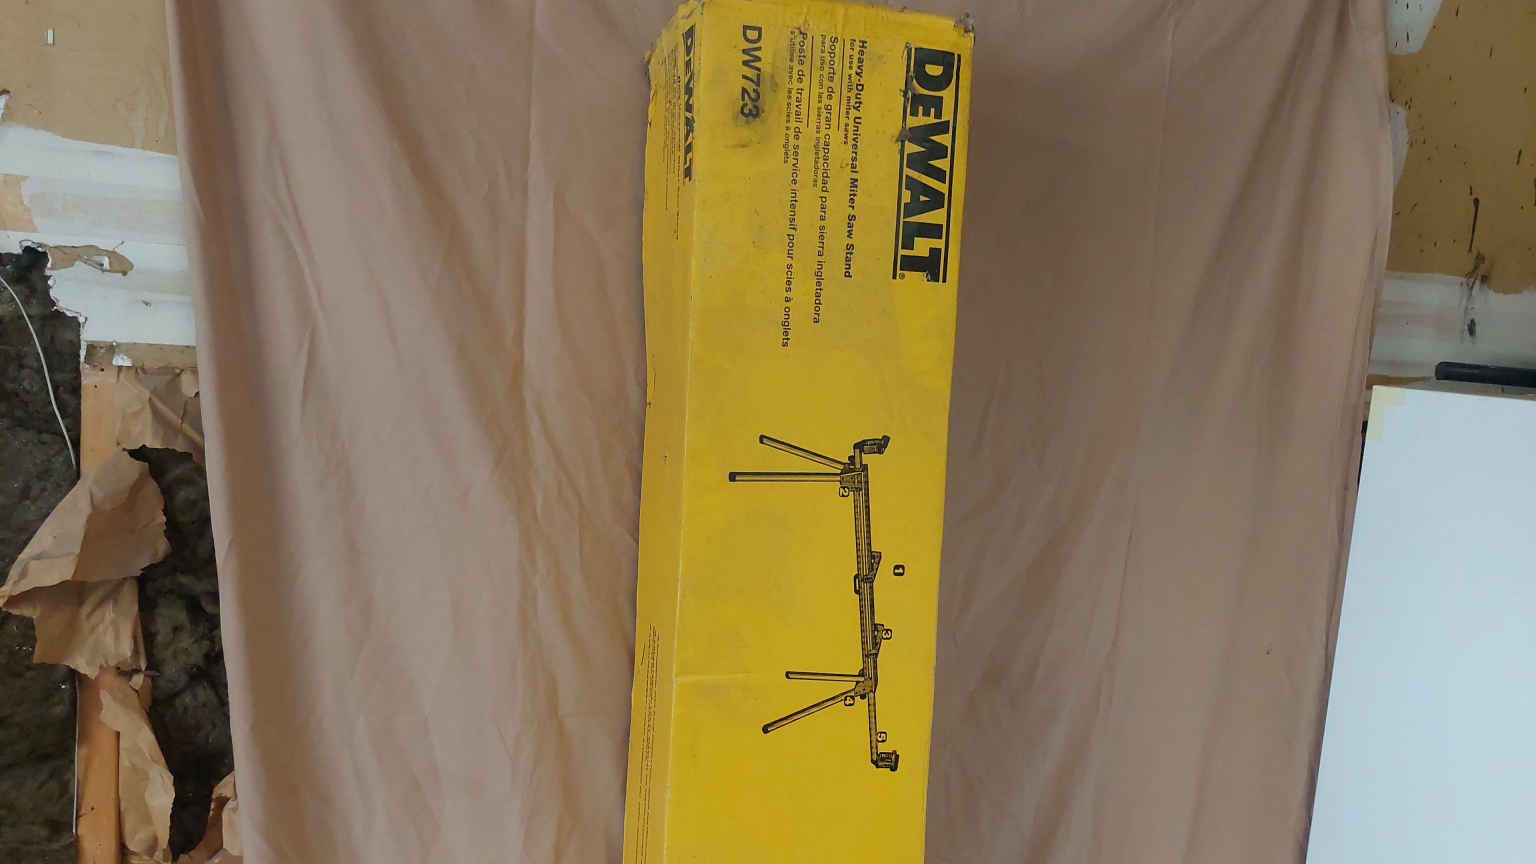 DEWALT®
Heavy-Duty Universal Miter Saw Stand
for use with miter saws
Soporte de gran capacidad para sierra ingletadora
para uso con las sierras ingletadoras
Poste de travail de service intensif pour scies à onglets
s'utilise avec les scies à onglets
DW723
1
2
3
4
5
DEWALT